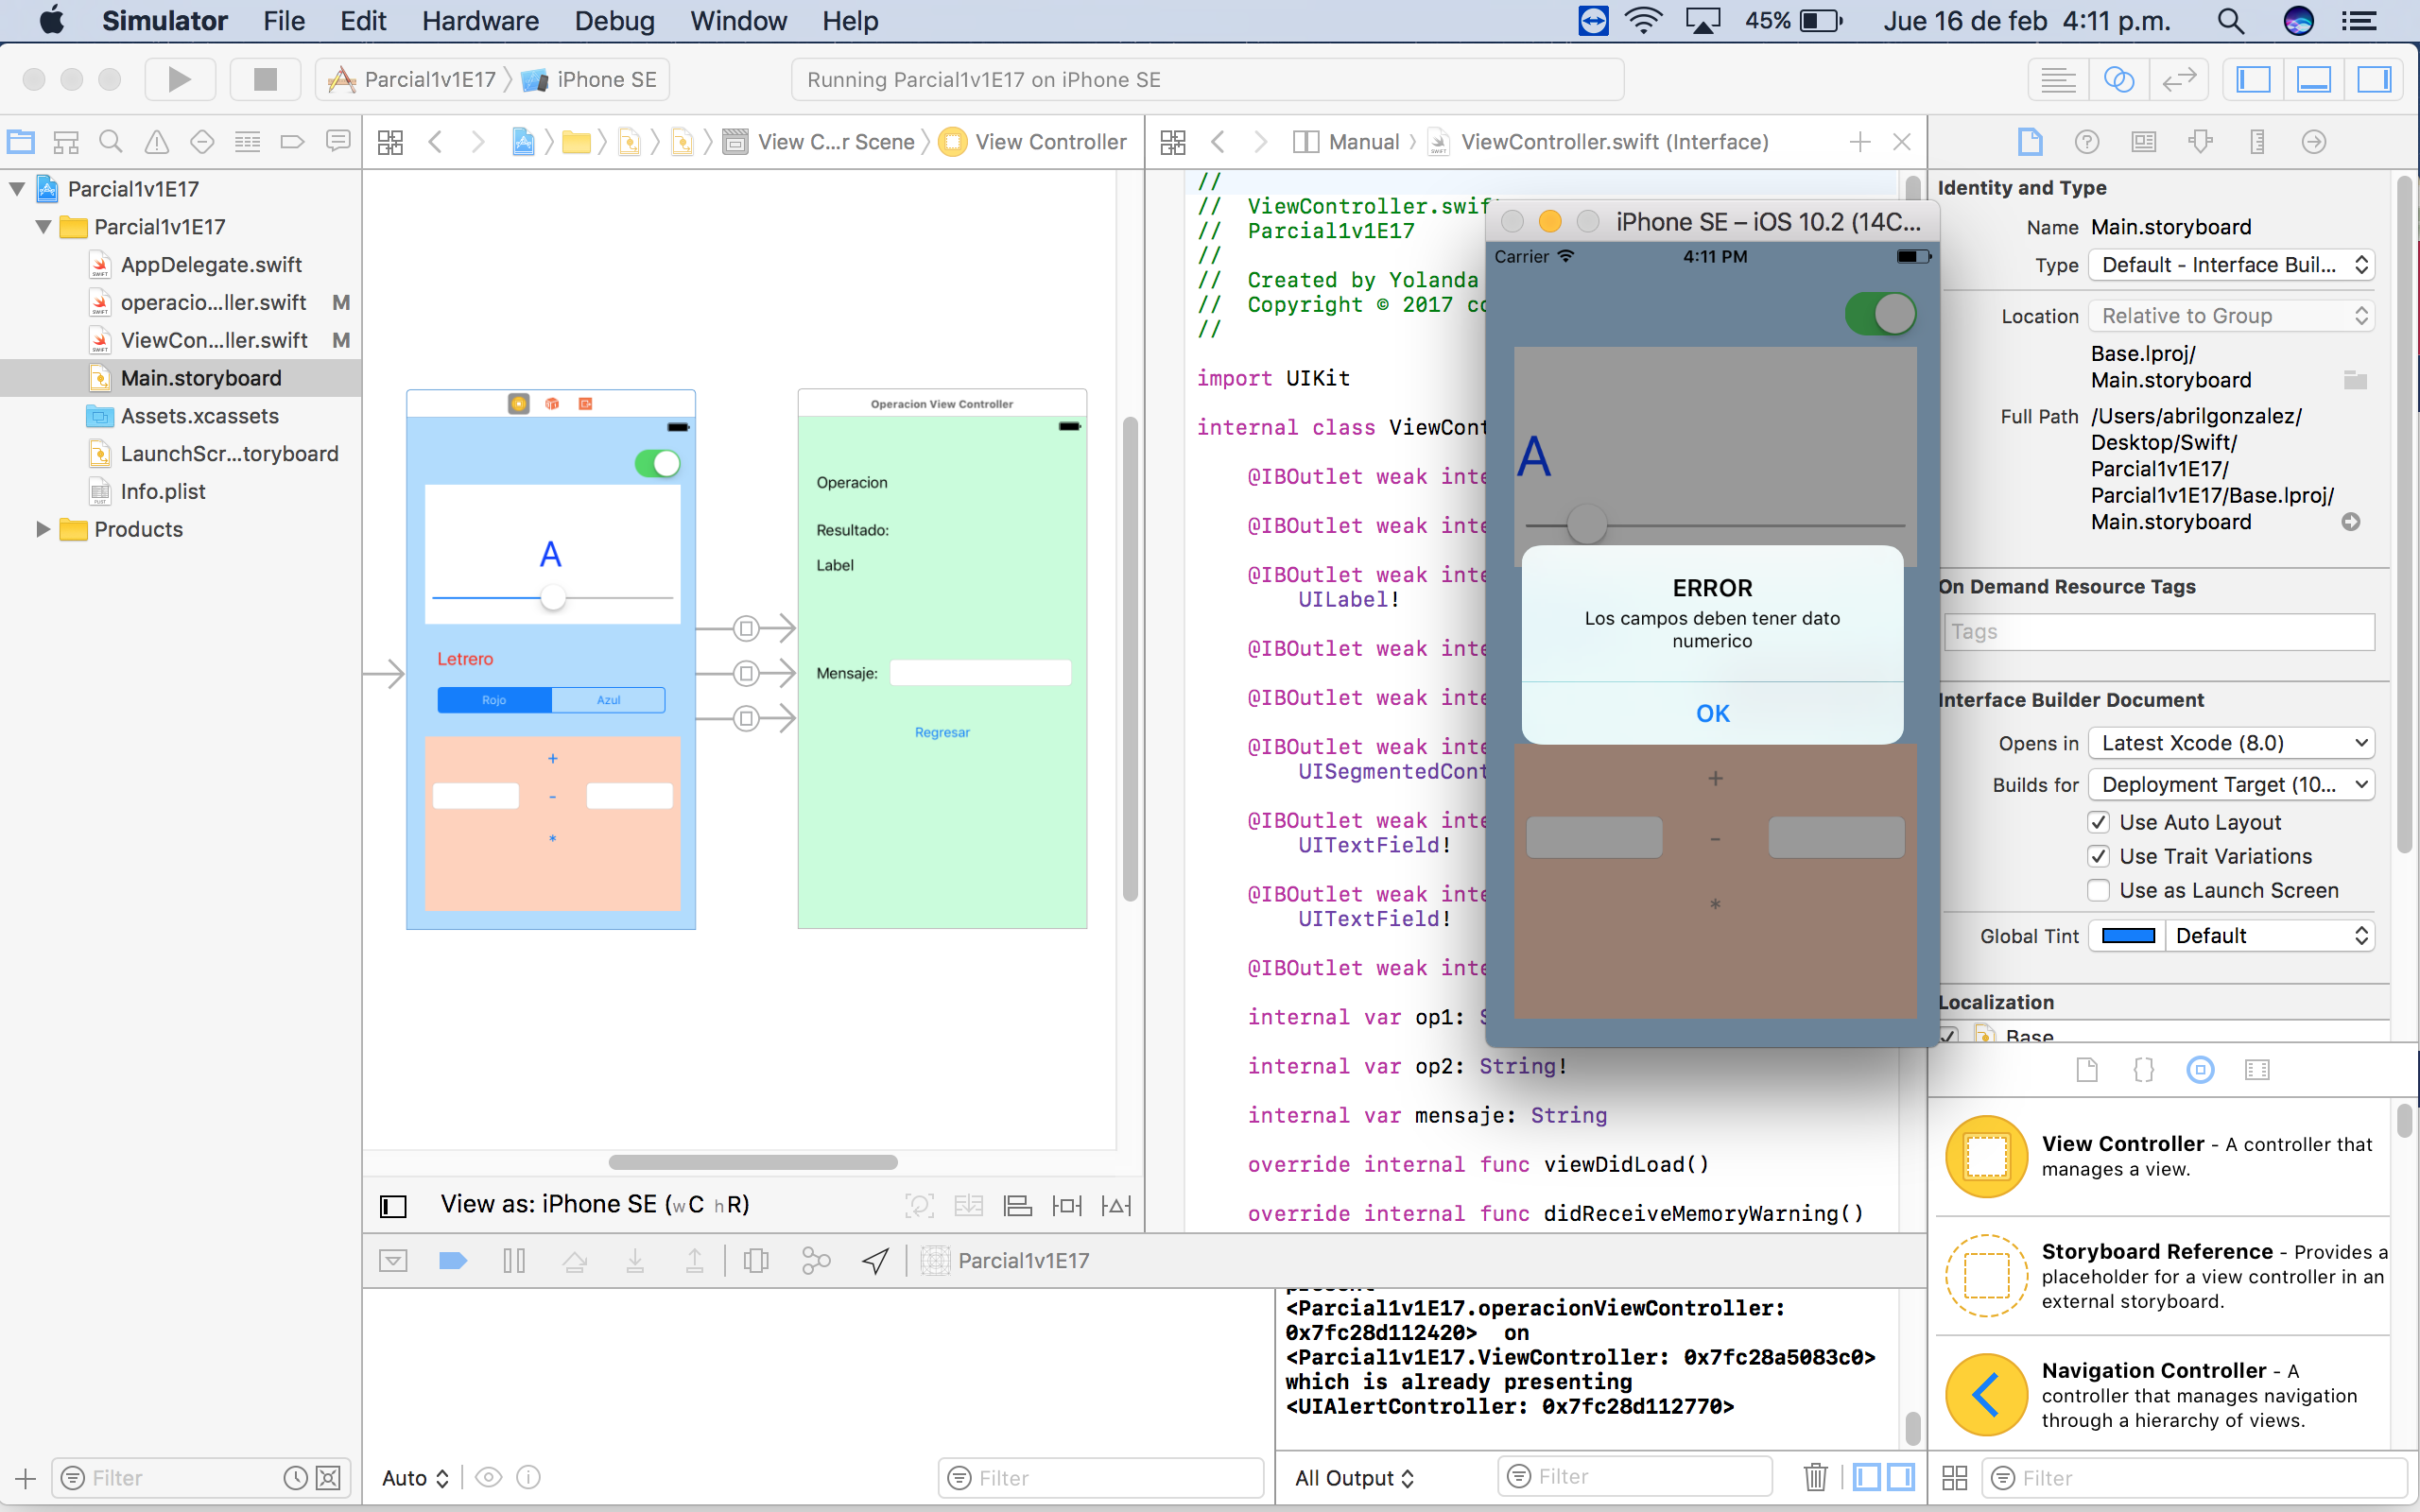 Simulator File Edit Hardware Debug Window Help 45% Jue 16 de feb 4:11 p.m.
Parcial1v1E17 iPhone SE
Running Parcial1v1E17 on iPhone SE
View C...r Scene View Controller
Manual ViewController.swift (Interface)
Parcial1v1E17
Parcial1v1E17
AppDelegate.swift
operacio...ller.swift M
ViewCon...ller.swift M
Main.storyboard
Assets.xcassets
LaunchScr...toryboard
Info.plist
Products
A
Letrero
Rojo Azul
+
-
*
Operacion View Controller
Operacion
Resultado:
Label
Mensaje:
Regresar
View as: iPhone SE (wC hR)
//
// ViewController.swif
// Parcial1v1E17
//
// Created by Yolanda
// Copyright © 2017 co
//
import UIKit
internal class ViewCont
@IBOutlet weak inte
@IBOutlet weak inte
@IBOutlet weak inte
UILabel!
@IBOutlet weak inte
@IBOutlet weak inte
@IBOutlet weak inte
UISegmentedCont
@IBOutlet weak inte
UITextField!
@IBOutlet weak inte
UITextField!
@IBOutlet weak inte
internal var op1: S
internal var op2: String!
internal var mensaje: String
override internal func viewDidLoad()
override internal func didReceiveMemoryWarning()
iPhone SE – iOS 10.2 (14C...
Carrier 4:11 PM
A
ERROR
Los campos deben tener dato
numerico
OK
+
-
*
Identity and Type
Name Main.storyboard
Type Default - Interface Buil...
Location Relative to Group
Base.lproj/
Main.storyboard
Full Path /Users/abrilgonzalez/
Desktop/Swift/
Parcial1v1E17/
Parcial1v1E17/Base.lproj/
Main.storyboard
On Demand Resource Tags
Tags
Interface Builder Document
Opens in Latest Xcode (8.0)
Builds for Deployment Target (10...
Use Auto Layout
Use Trait Variations
Use as Launch Screen
Global Tint Default
Localization
Base
View Controller - A controller that
manages a view.
Storyboard Reference - Provides a
placeholder for a view controller in an
external storyboard.
Navigation Controller - A
controller that manages navigation
through a hierarchy of views.
Parcial1v1E17
present
<Parcial1v1E17.operacionViewController:
0x7fc28d112420> on
<Parcial1v1E17.ViewController: 0x7fc28a5083c0>
which is already presenting
<UIAlertController: 0x7fc28d112770>
Filter
Auto
Filter
All Output
Filter
Filter